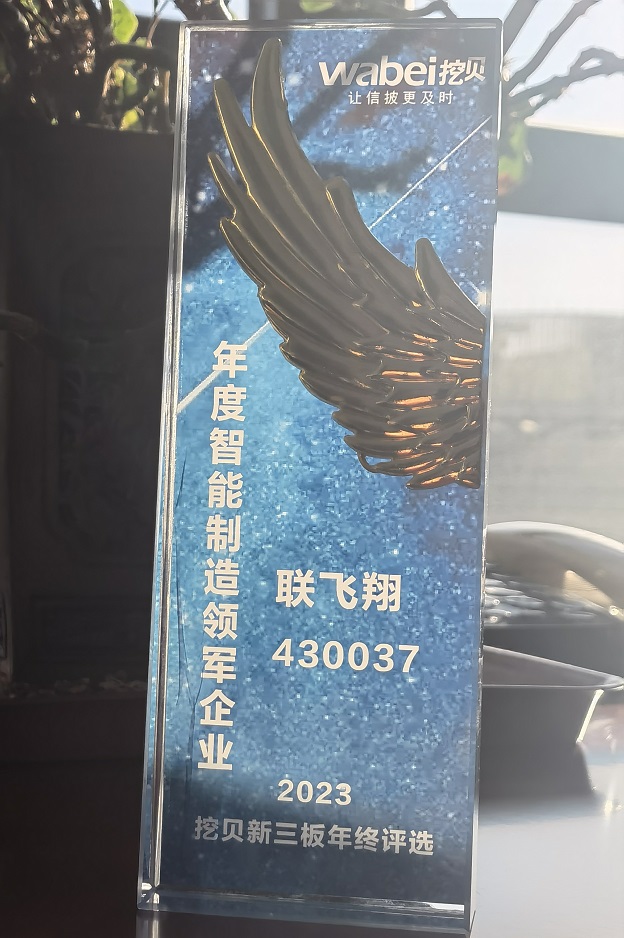 wabei挖贝
让信披更及时
年度智能制造领军企业
联飞翔
430037
2023
挖贝新三板年终评选